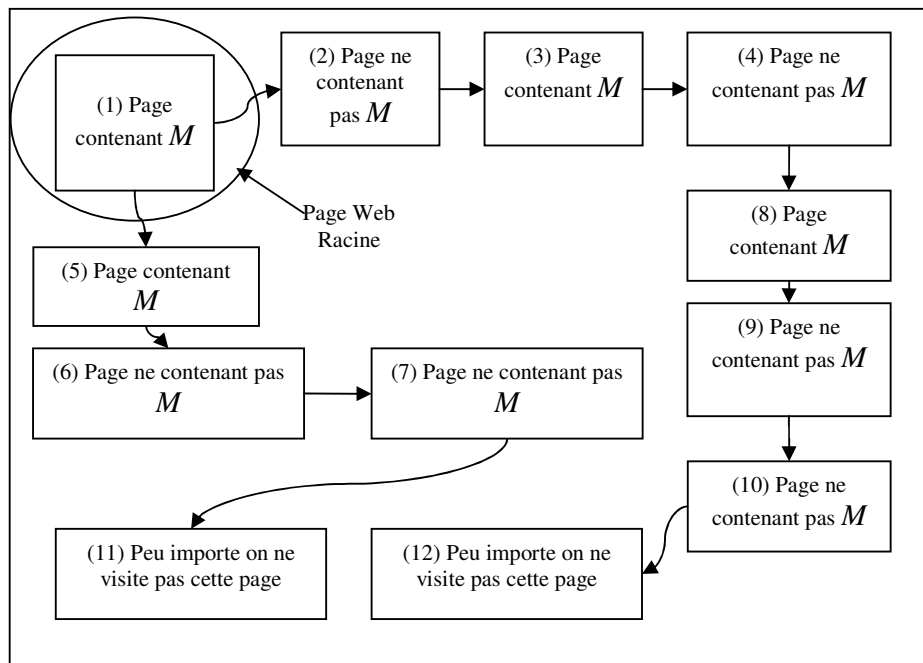 (1) Page
contenant M
(2) Page ne
contenant
pas M
(3) Page
contenant M
(4) Page ne
contenant pas M
Page Web
Racine
(8) Page
contenant M
(5) Page contenant
M
(9) Page ne
contenant pas M
(6) Page ne contenant pas
M
(7) Page ne contenant pas
M
(10) Page ne
contenant pas M
(11) Peu importe on ne
visite pas cette page
(12) Peu importe on ne
visite pas cette page